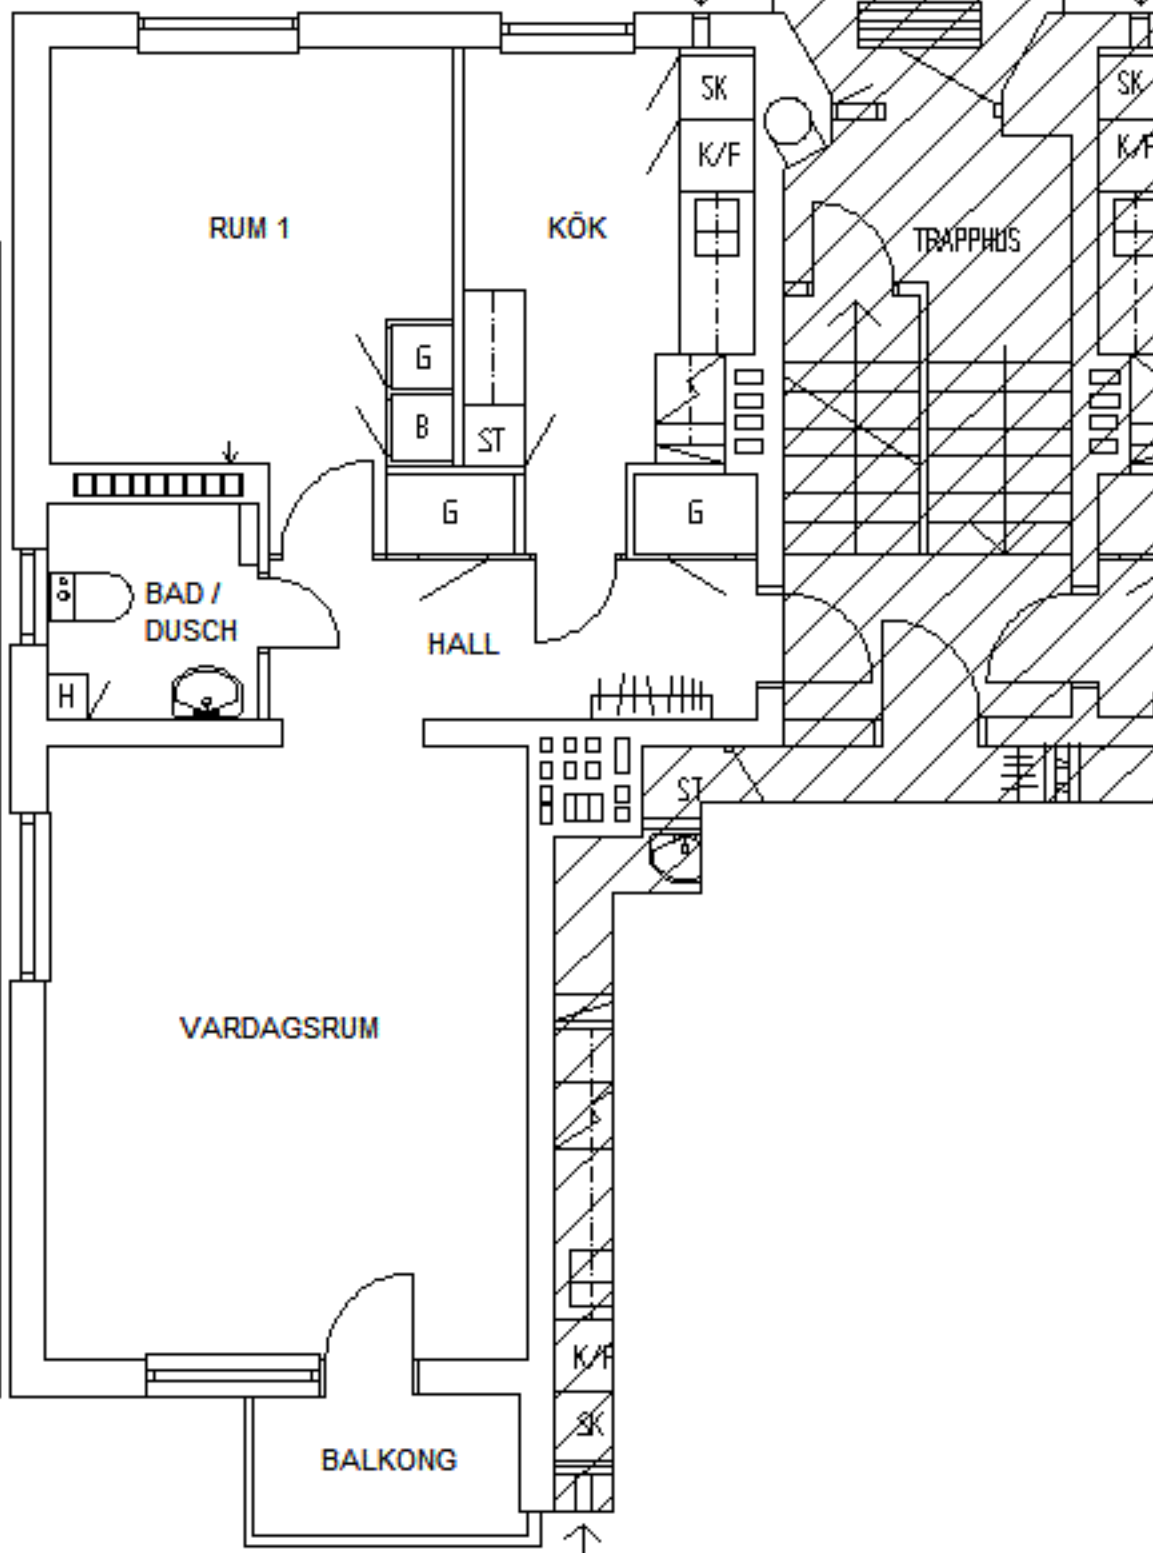 SK
SK
K/F
K/F
RUM 1
KÖK
TRAPPHUS
G
B
ST
G
G
BAD /
DUSCH
HALL
H
ST
VARDAGSRUM
K/F
SK
BALKONG